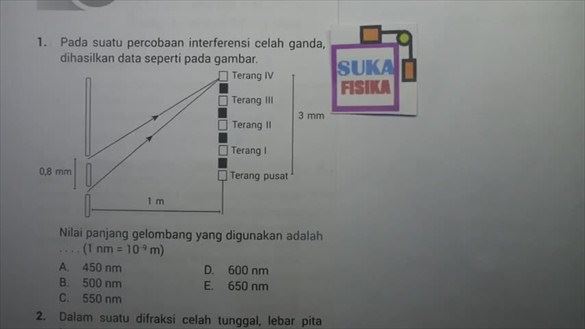 1. Pada suatu percobaan interferensi celah ganda,
dihasilkan data seperti pada gambar.
Terang IV
Terang III
Terang II
Terang I
Terang pusat
3 mm
0,8 mm
1 m
SUKA
FISIKA
Nilai panjang gelombang yang digunakan adalah
. . . . (1 nm = 10⁻⁹ m)
A. 450 nm
B. 500 nm
C. 550 nm
D. 600 nm
E. 650 nm
2. Dalam suatu difraksi celah tunggal, lebar pita